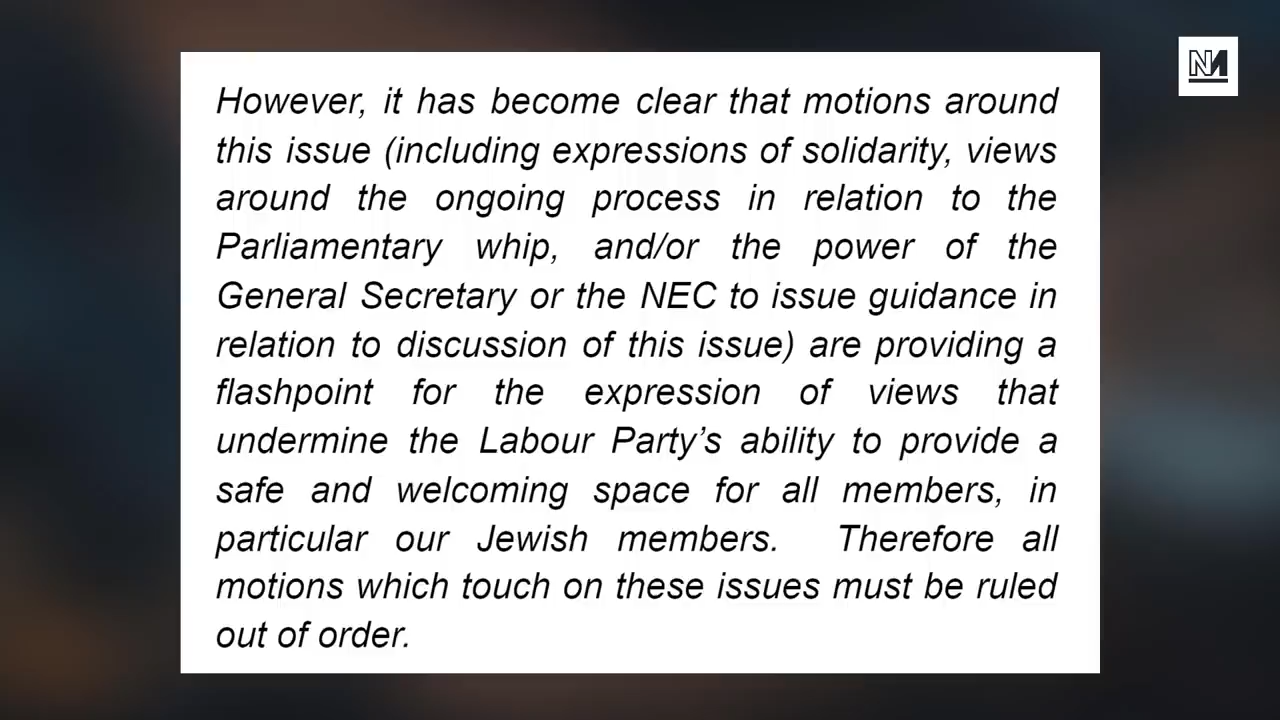 NM
However, it has become clear that motions around
this issue (including expressions of solidarity, views
around the ongoing process in relation to the
Parliamentary whip, and/or the power of the
General Secretary or the NEC to issue guidance in
relation to discussion of this issue) are providing a
flashpoint for the expression of views that
undermine the Labour Party’s ability to provide a
safe and welcoming space for all members, in
particular our Jewish members.  Therefore all
motions which touch on these issues must be ruled
out of order.